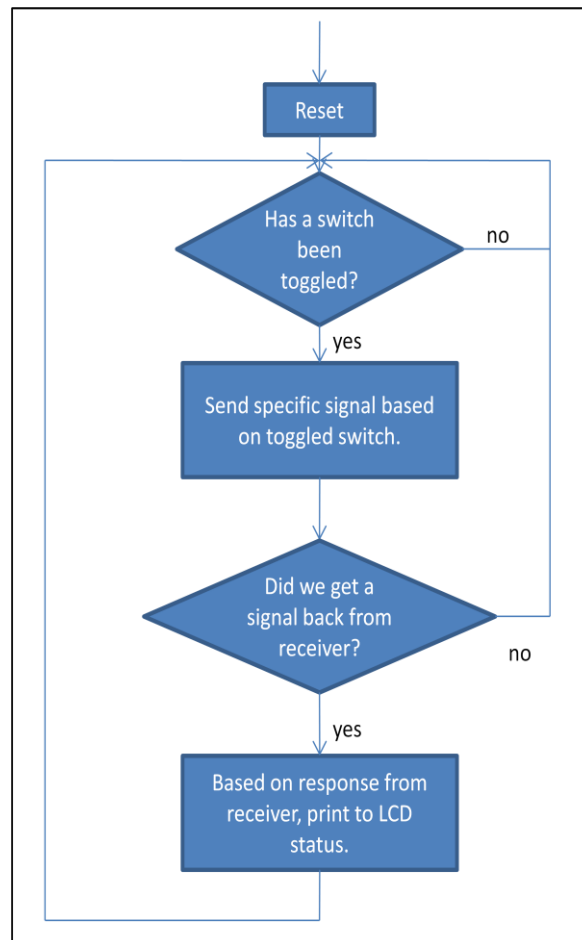 Reset
Has a switch
been
toggled?
no
yes
Send specific signal based
on toggled switch.
Did we get a
signal back from
receiver?
no
yes
Based on response from
receiver, print to LCD
status.